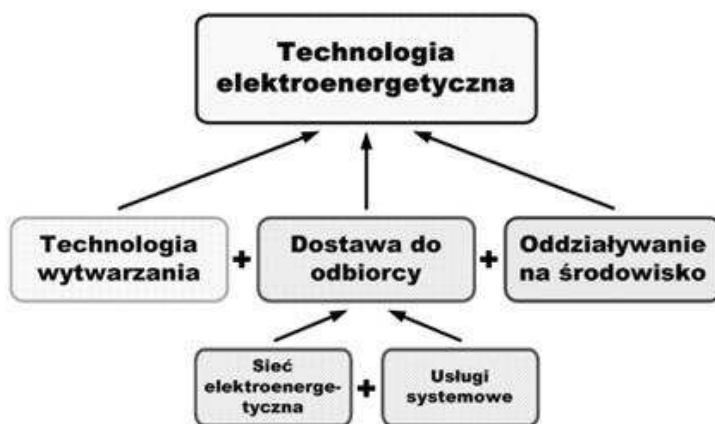 Technologia
elektroenergetyczna
Technologia
wytwarzania
+
Dostawa do
odbiorcy
+
Oddziaływanie
na środowisko
Sieć
elektroenerge-
tyczna
+
Usługi
systemowe